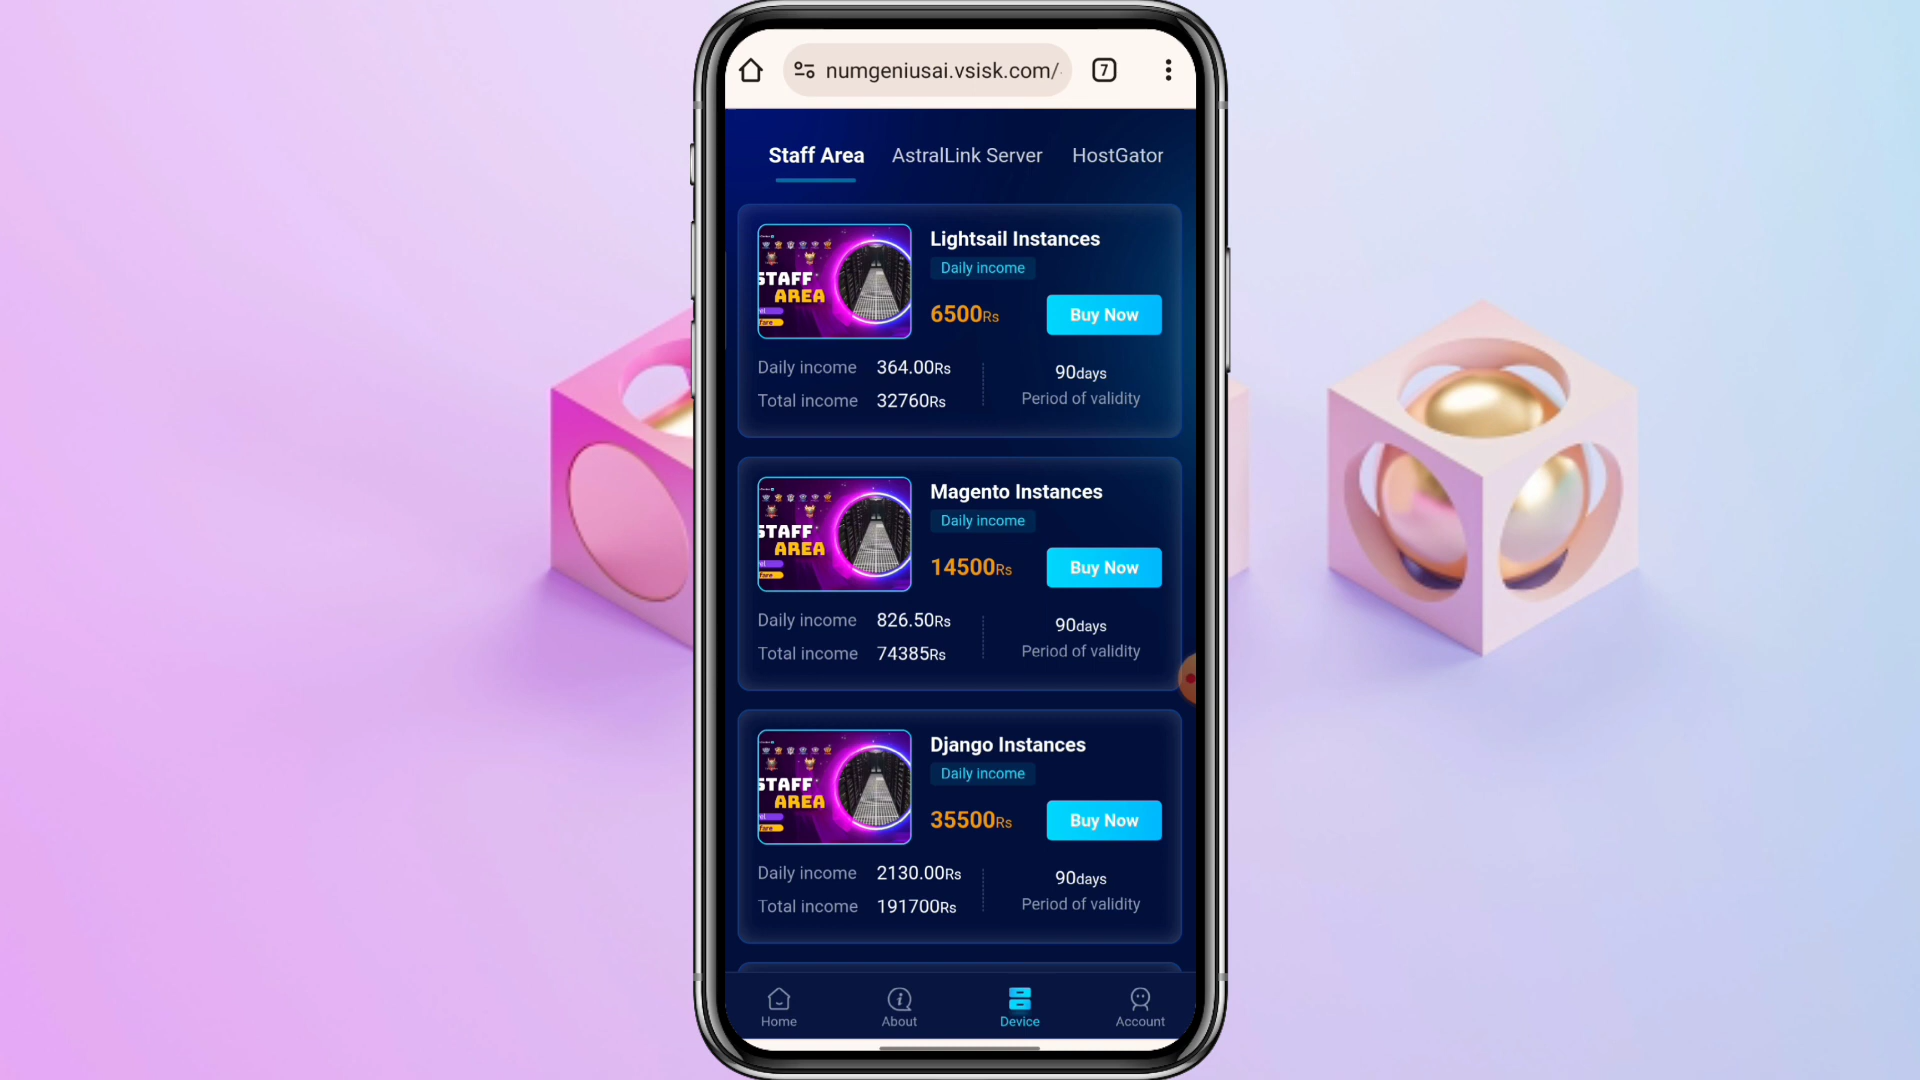 numgeniusai.vsisk.com/
7
Staff Area AstralLink Server HostGator
STAFF
AREA
Lightsail Instances
Daily income
6500Rs
Buy Now
Daily income 364.00Rs
90days
Total income 32760Rs
Period of validity
STAFF
AREA
Magento Instances
Daily income
14500Rs
Buy Now
Daily income 826.50Rs
90days
Total income 74385Rs
Period of validity
STAFF
AREA
Django Instances
Daily income
35500Rs
Buy Now
Daily income 2130.00Rs
90days
Total income 191700Rs
Period of validity
Home About Device Account